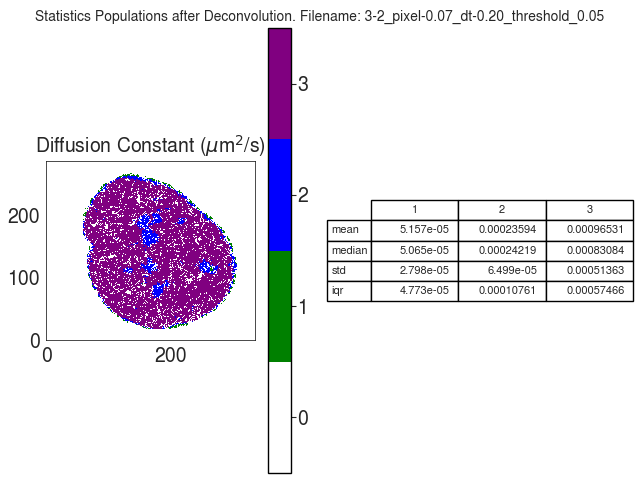 Statistics Populations after Deconvolution. Filename: 3-2_pixel-0.07_dt-0.20_threshold_0.05
Diffusion Constant (μm²/s)
200
100
0
0 200
3
2
1
0
1 2 3
mean 5.157e-05 0.00023594 0.00096531
median 5.065e-05 0.00024219 0.00083084
std 2.798e-05 6.499e-05 0.00051363
iqr 4.773e-05 0.00010761 0.00057466